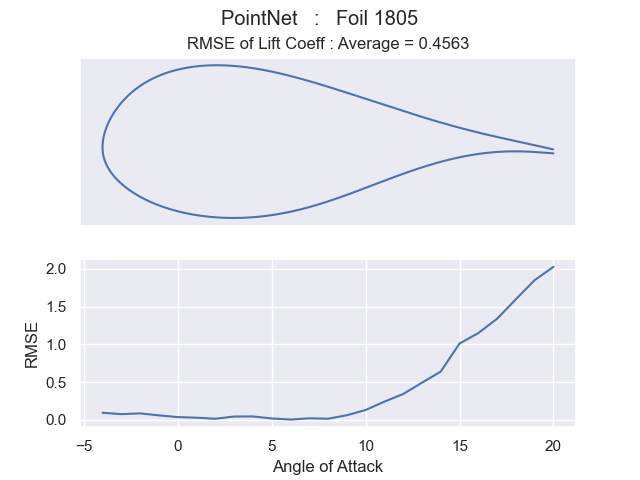 PointNet   :   Foil 1805
RMSE of Lift Coeff : Average = 0.4563
2.0
1.5
1.0
0.5
0.0
RMSE
−5 0 5 10 15 20
Angle of Attack